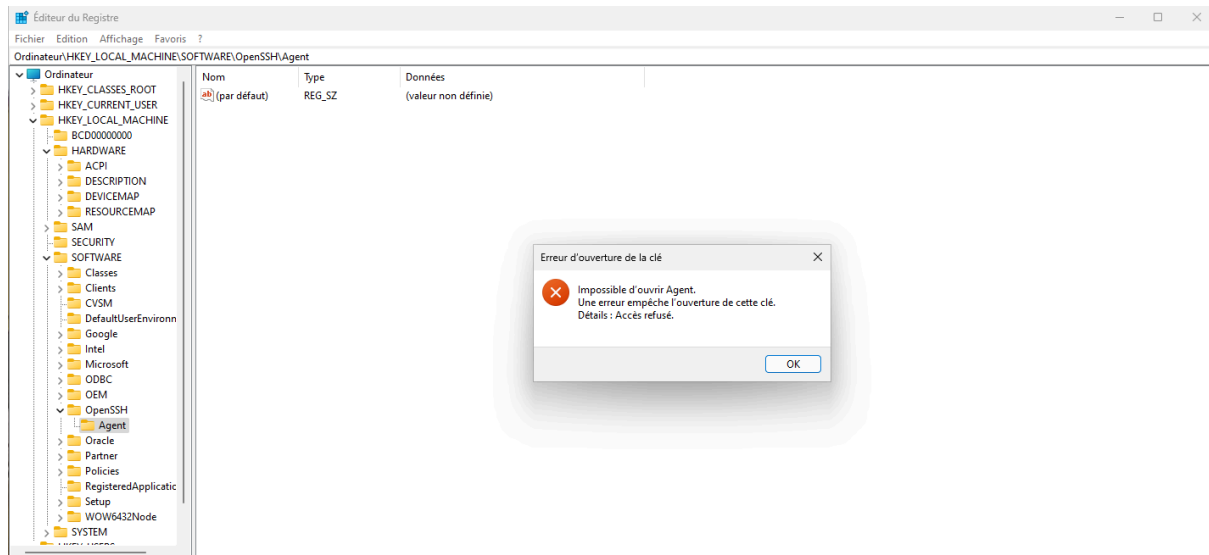 Éditeur du Registre
Fichier Edition Affichage Favoris ?
Ordinateur\HKEY_LOCAL_MACHINE\SOFTWARE\OpenSSH\Agent
Ordinateur
HKEY_CLASSES_ROOT
HKEY_CURRENT_USER
HKEY_LOCAL_MACHINE
BCD00000000
HARDWARE
ACPI
DESCRIPTION
DEVICEMAP
RESOURCEMAP
SAM
SECURITY
SOFTWARE
Classes
Clients
CVSM
DefaultUserEnvironn
Google
Intel
Microsoft
ODBC
OEM
OpenSSH
Agent
Oracle
Partner
Policies
RegisteredApplicatic
Setup
WOW6432Node
SYSTEM
Nom Type Données
ab (par défaut) REG_SZ (valeur non définie)
Erreur d'ouverture de la clé
Impossible d'ouvrir Agent.
Une erreur empêche l'ouverture de cette clé.
Détails : Accès refusé.
OK